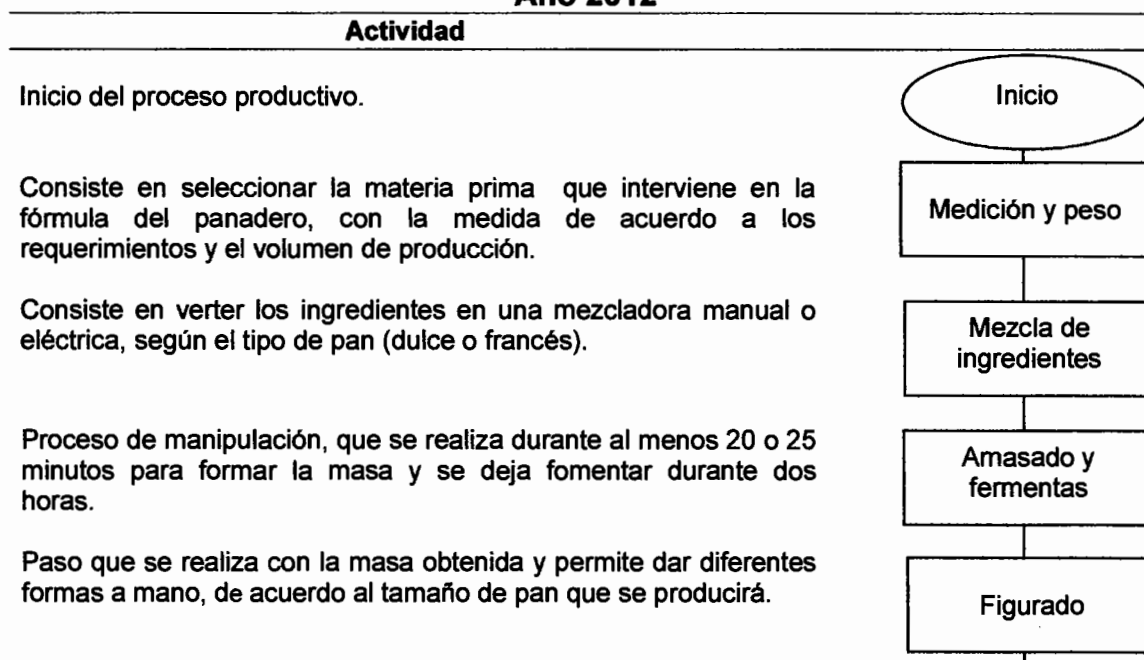 Año 2012
Actividad
Inicio del proceso productivo.
Inicio
Consiste en seleccionar la materia prima que interviene en la
fórmula del panadero, con la medida de acuerdo a los
requerimientos y el volumen de producción.
Medición y peso
Consiste en verter los ingredientes en una mezcladora manual o
eléctrica, según el tipo de pan (dulce o francés).
Mezcla de
ingredientes
Proceso de manipulación, que se realiza durante al menos 20 o 25
minutos para formar la masa y se deja fomentar durante dos
horas.
Amasado y
fermentas
Paso que se realiza con la masa obtenida y permite dar diferentes
formas a mano, de acuerdo al tamaño de pan que se producirá.
Figurado